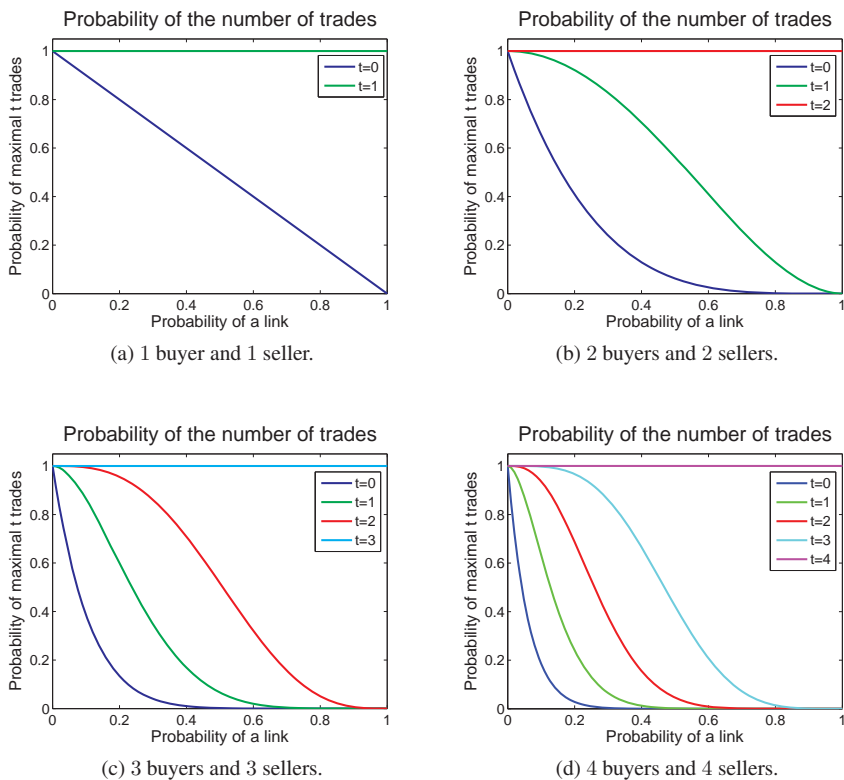 Probability of the number of trades
Probability of maximal t trades
1
0.8
0.6
0.4
0.2
0
0 0.2 0.4 0.6 0.8 1
Probability of a link
t=0
t=1
(a) 1 buyer and 1 seller.
Probability of the number of trades
Probability of maximal t trades
1
0.8
0.6
0.4
0.2
0
0 0.2 0.4 0.6 0.8 1
Probability of a link
t=0
t=1
t=2
(b) 2 buyers and 2 sellers.
Probability of the number of trades
Probability of maximal t trades
1
0.8
0.6
0.4
0.2
0
0 0.2 0.4 0.6 0.8 1
Probability of a link
t=0
t=1
t=2
t=3
(c) 3 buyers and 3 sellers.
Probability of the number of trades
Probability of maximal t trades
1
0.8
0.6
0.4
0.2
0
0 0.2 0.4 0.6 0.8 1
Probability of a link
t=0
t=1
t=2
t=3
t=4
(d) 4 buyers and 4 sellers.